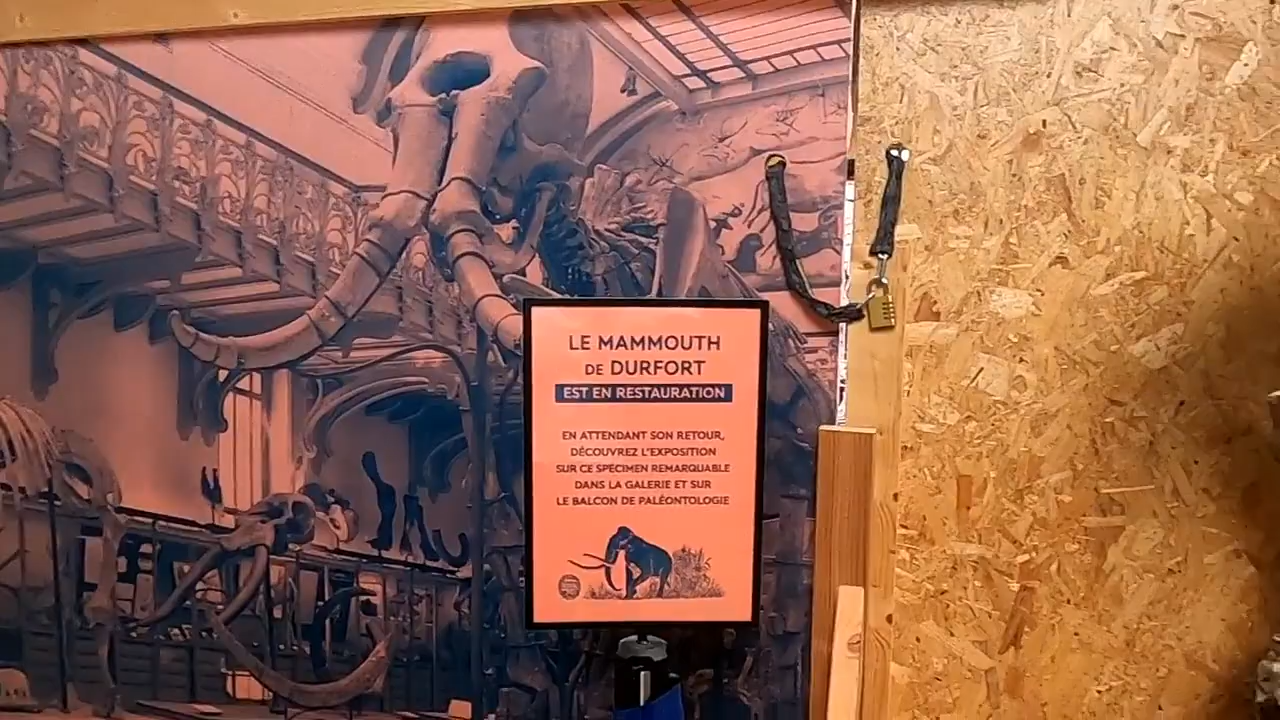 LE MAMMOUTH
DE DURFORT
EST EN RESTAURATION
EN ATTENDANT SON RETOUR,
DÉCOUVREZ L'EXPOSITION
SUR CE SPÉCIMEN REMARQUABLE
DANS LA GALERIE ET SUR
LE BALCON DE PALÉONTOLOGIE